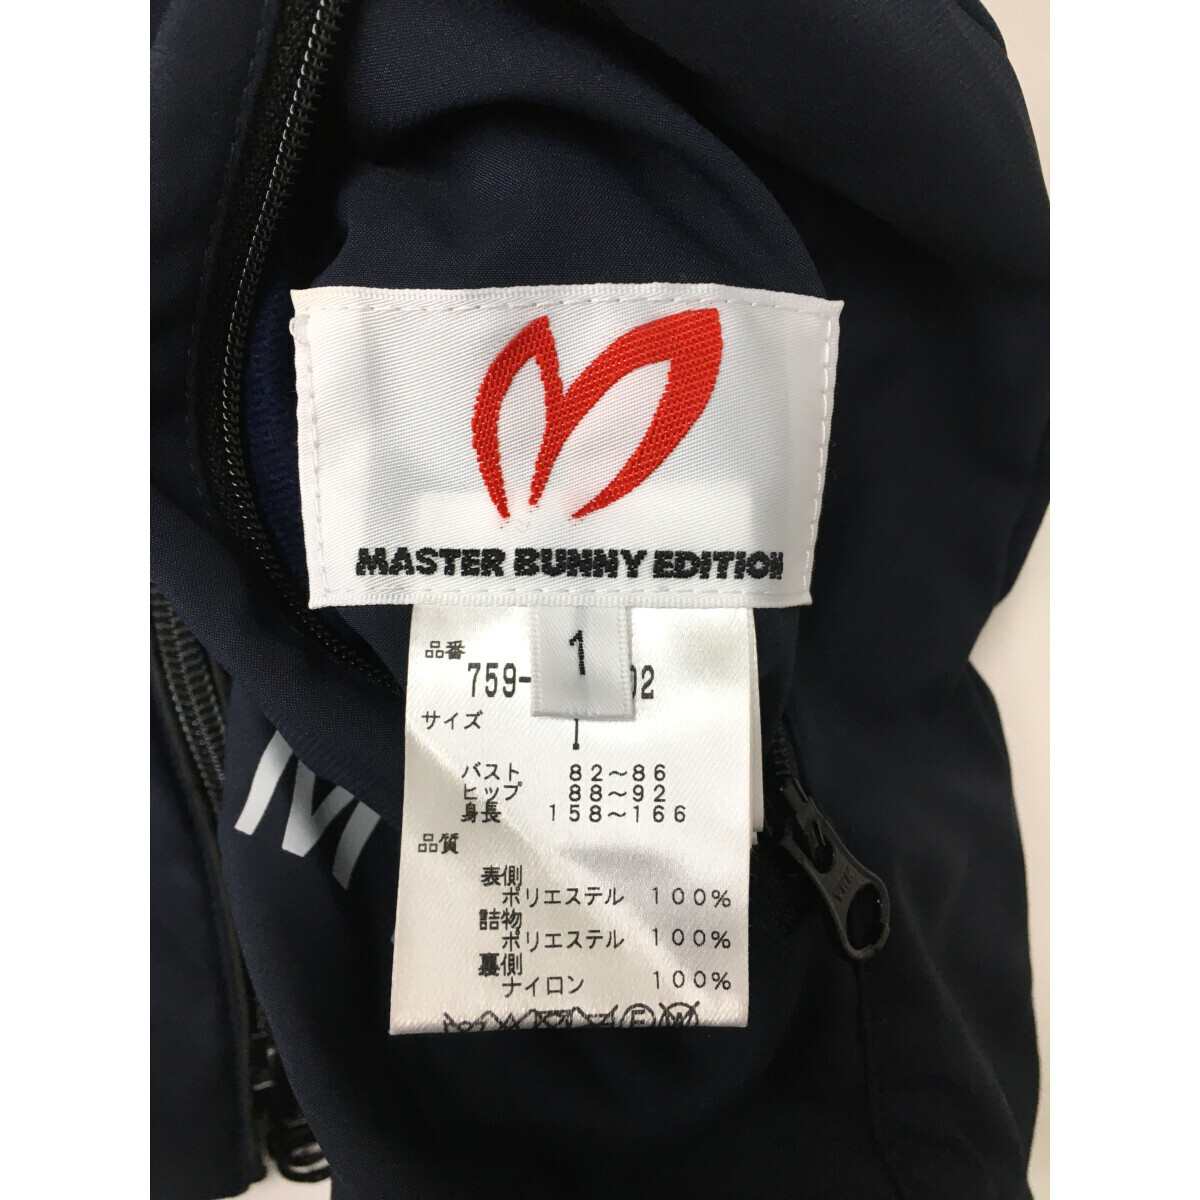 MASTER BUNNY EDITION
1
品番
759- 02
サイズ 1
バスト 82～86
ヒップ 88～92
身長 158～166
品質
表側
ポリエステル 100%
詰物
ポリエステル 100%
裏側
ナイロン 100%
M
YKK